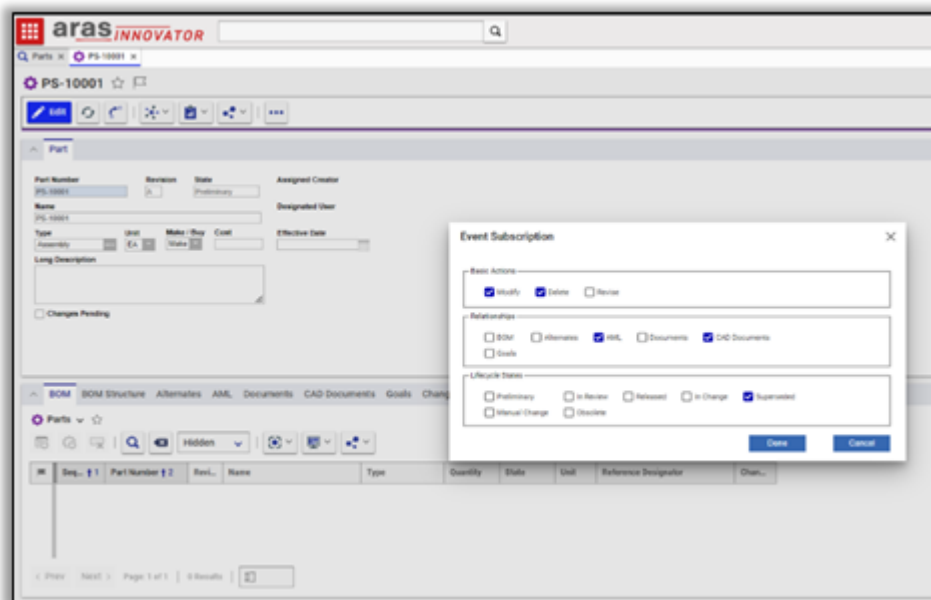 aras INNOVATOR
Parts × PS-10001 ×
PS-10001
Edit
Part
Part Number Revision State Assigned Creator
PS-10001 A Preliminary
Name Designated User
PS-10001
Type Unit Make / Buy Cost Effective Date
Assembly EA Make
Long Description
Changes Pending
Event Subscription
Basic Actions
Modify Delete Revise
Relationships
BOM Alternates AML Documents CAD Documents
Goals
Lifecycle States
Preliminary In Review Released In Change Superseded
Manual Change Obsolete
Done Cancel
BOM BOM Structure Alternates AML Documents CAD Documents Goals Chang
Parts
Hidden
Seq... 1 Part Number 2 Revi... Name Type Quantity State Unit Reference Designator Chan...
< Prev Next > Page: 1 of 1 0 Results